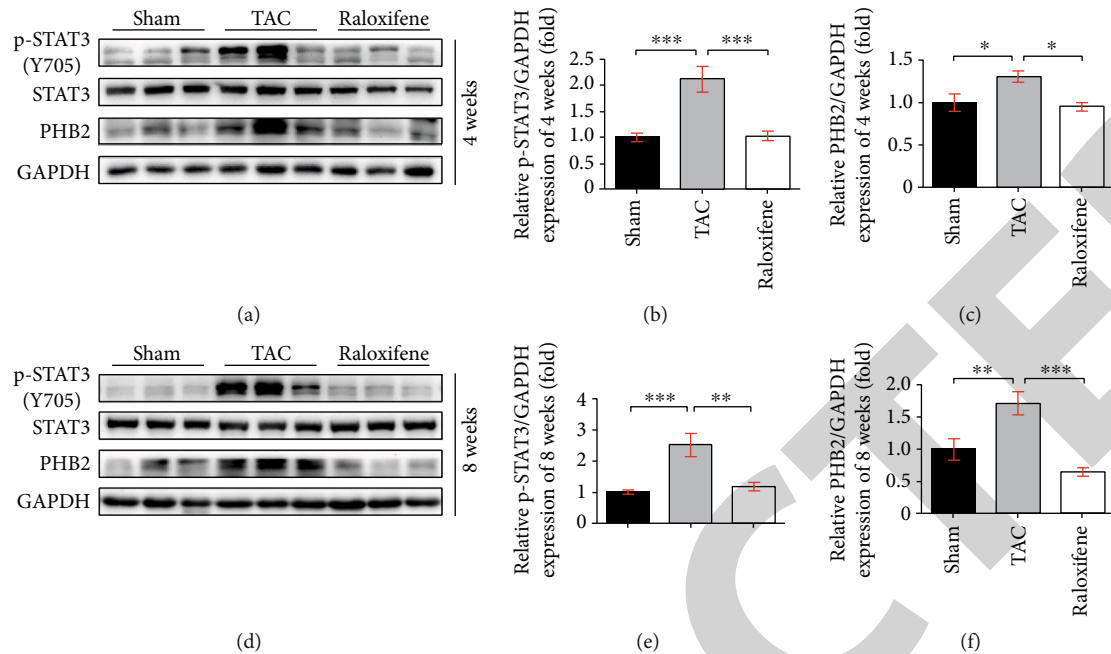 Sham TAC Raloxifene
p-STAT3
(Y705)
STAT3
PHB2
GAPDH
4 weeks
(a)
Relative p-STAT3/GAPDH
expression of 4 weeks (fold)
2.5
2.0
1.5
1.0
0.5
0
***
***
Sham
TAC
Raloxifene
(b)
Relative PHB2/GAPDH
expression of 4 weeks (fold)
1.5
1.0
0.5
0
*
*
Sham
TAC
Raloxifene
(c)
Sham TAC Raloxifene
p-STAT3
(Y705)
STAT3
PHB2
GAPDH
8 weeks
(d)
Relative p-STAT3/GAPDH
expression of 8 weeks (fold)
4
3
2
1
4
***
**
(e)
Relative PHB2/GAPDH
expression of 8 weeks (fold)
2.0
1.5
1.0
0.5
0
**
***
Sham
TAC
Raloxifene
(f)
CTE